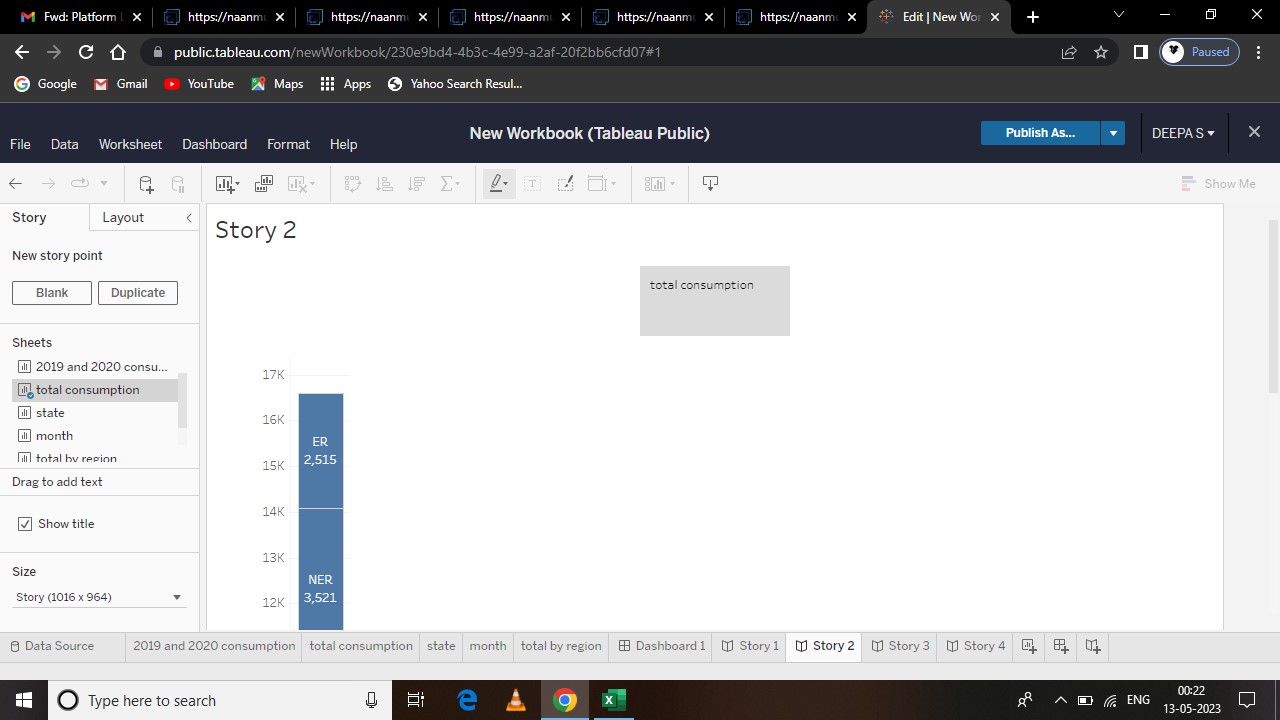 Fwd: Platform
https://naanm
https://naanm
https://naanm
https://naanm
https://naanm
Edit | New Wor
public.tableau.com/newWorkbook/230e9bd4-4b3c-4e99-a2af-20f2bb6cfd07#1
Paused
Google
Gmail
YouTube
Maps
Apps
Yahoo Search Resul...
New Workbook (Tableau Public)
Publish As...
DEEPA S
File
Data
Worksheet
Dashboard
Format
Help
Show Me
Story
Layout
New story point
Blank
Duplicate
Sheets
2019 and 2020 consu...
total consumption
state
month
total by region
Drag to add text
Show title
Size
Story (1016 x 964)
Story 2
total consumption
17K
16K
15K
14K
13K
12K
ER
2,515
NER
3,521
Data Source
2019 and 2020 consumption
total consumption
state
month
total by region
Dashboard 1
Story 1
Story 2
Story 3
Story 4
Type here to search
ENG
00:22
13-05-2023